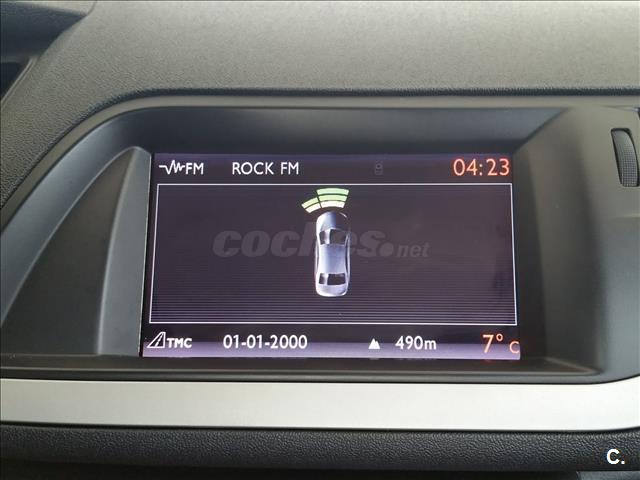 FM ROCK FM 04:23
coches.net
TMC 01-01-2000 490m 7° C
C.